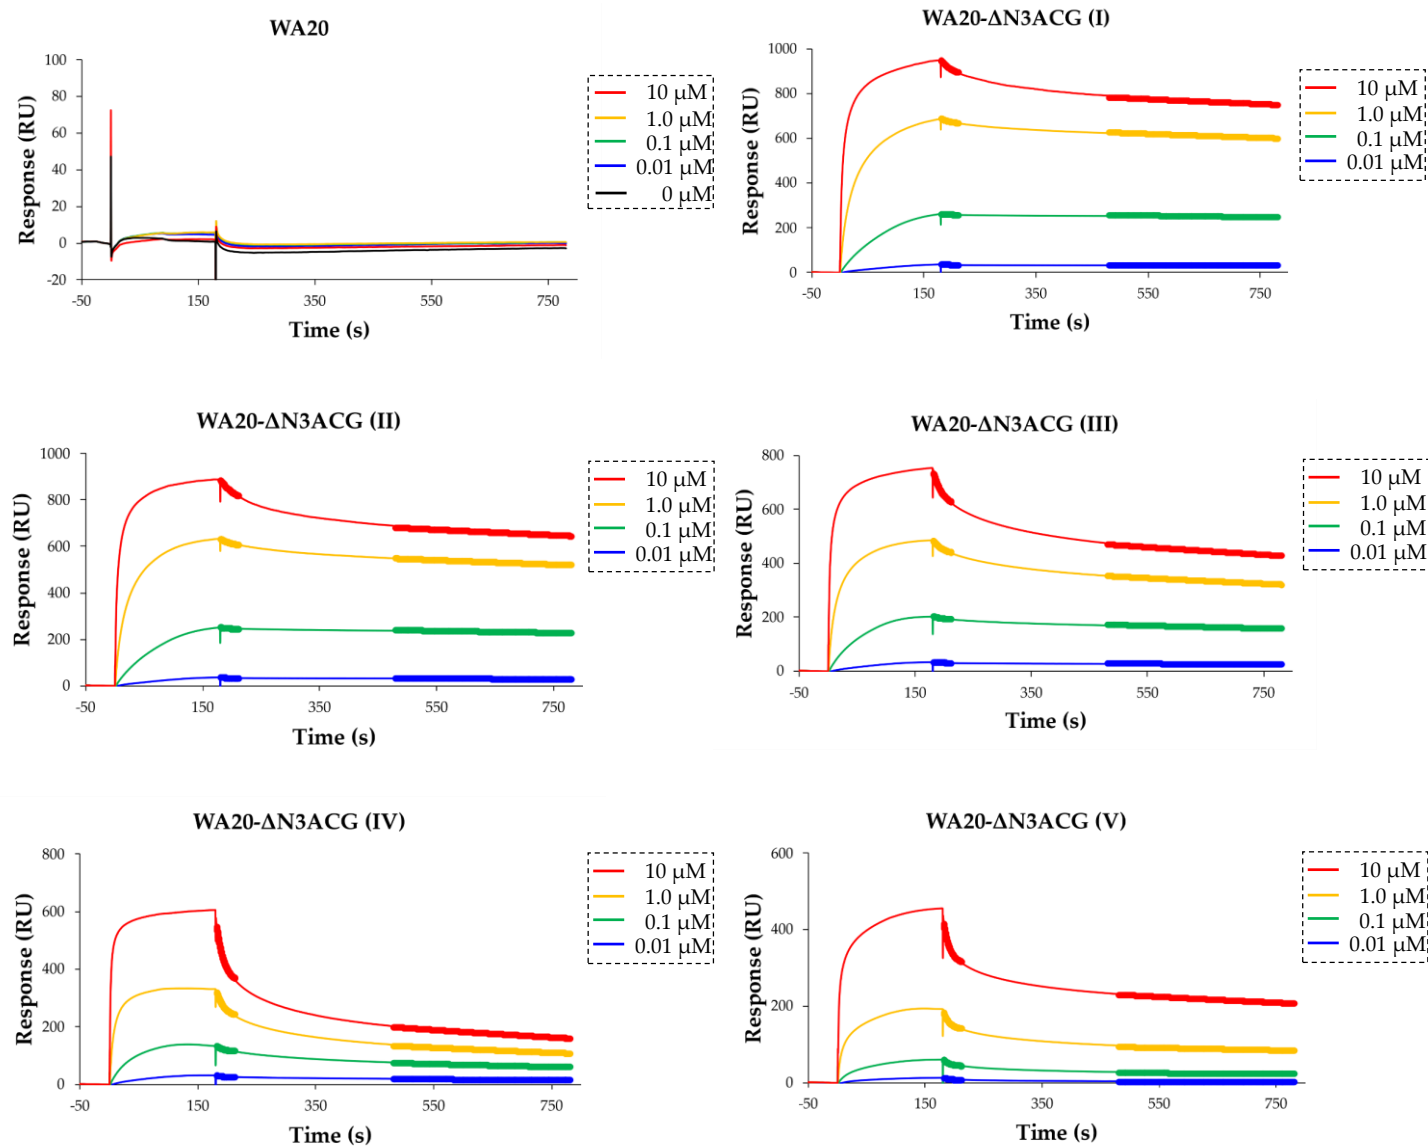 WA20
Response (RU)
100
80
60
40
20
0
-20
-50
150
350
550
750
Time (s)
10 µM
1.0 µM
0.1 µM
0.01 µM
0 µM
WA20-ΔN3ACG (I)
Response (RU)
1000
800
600
400
200
0
-50
150
350
550
750
Time (s)
10 µM
1.0 µM
0.1 µM
0.01 µM
WA20-ΔN3ACG (II)
Response (RU)
1000
800
600
400
200
0
-50
150
350
550
750
Time (s)
10 µM
1.0 µM
0.1 µM
0.01 µM
WA20-ΔN3ACG (III)
Response (RU)
800
600
400
200
0
-50
150
350
550
750
Time (s)
10 µM
1.0 µM
0.1 µM
0.01 µM
WA20-ΔN3ACG (IV)
Response (RU)
800
600
400
200
0
-50
150
350
550
750
Time (s)
10 µM
1.0 µM
0.1 µM
0.01 µM
WA20-ΔN3ACG (V)
Response (RU)
600
400
200
0
-50
150
350
550
750
Time (s)
10 µM
1.0 µM
0.1 µM
0.01 µM